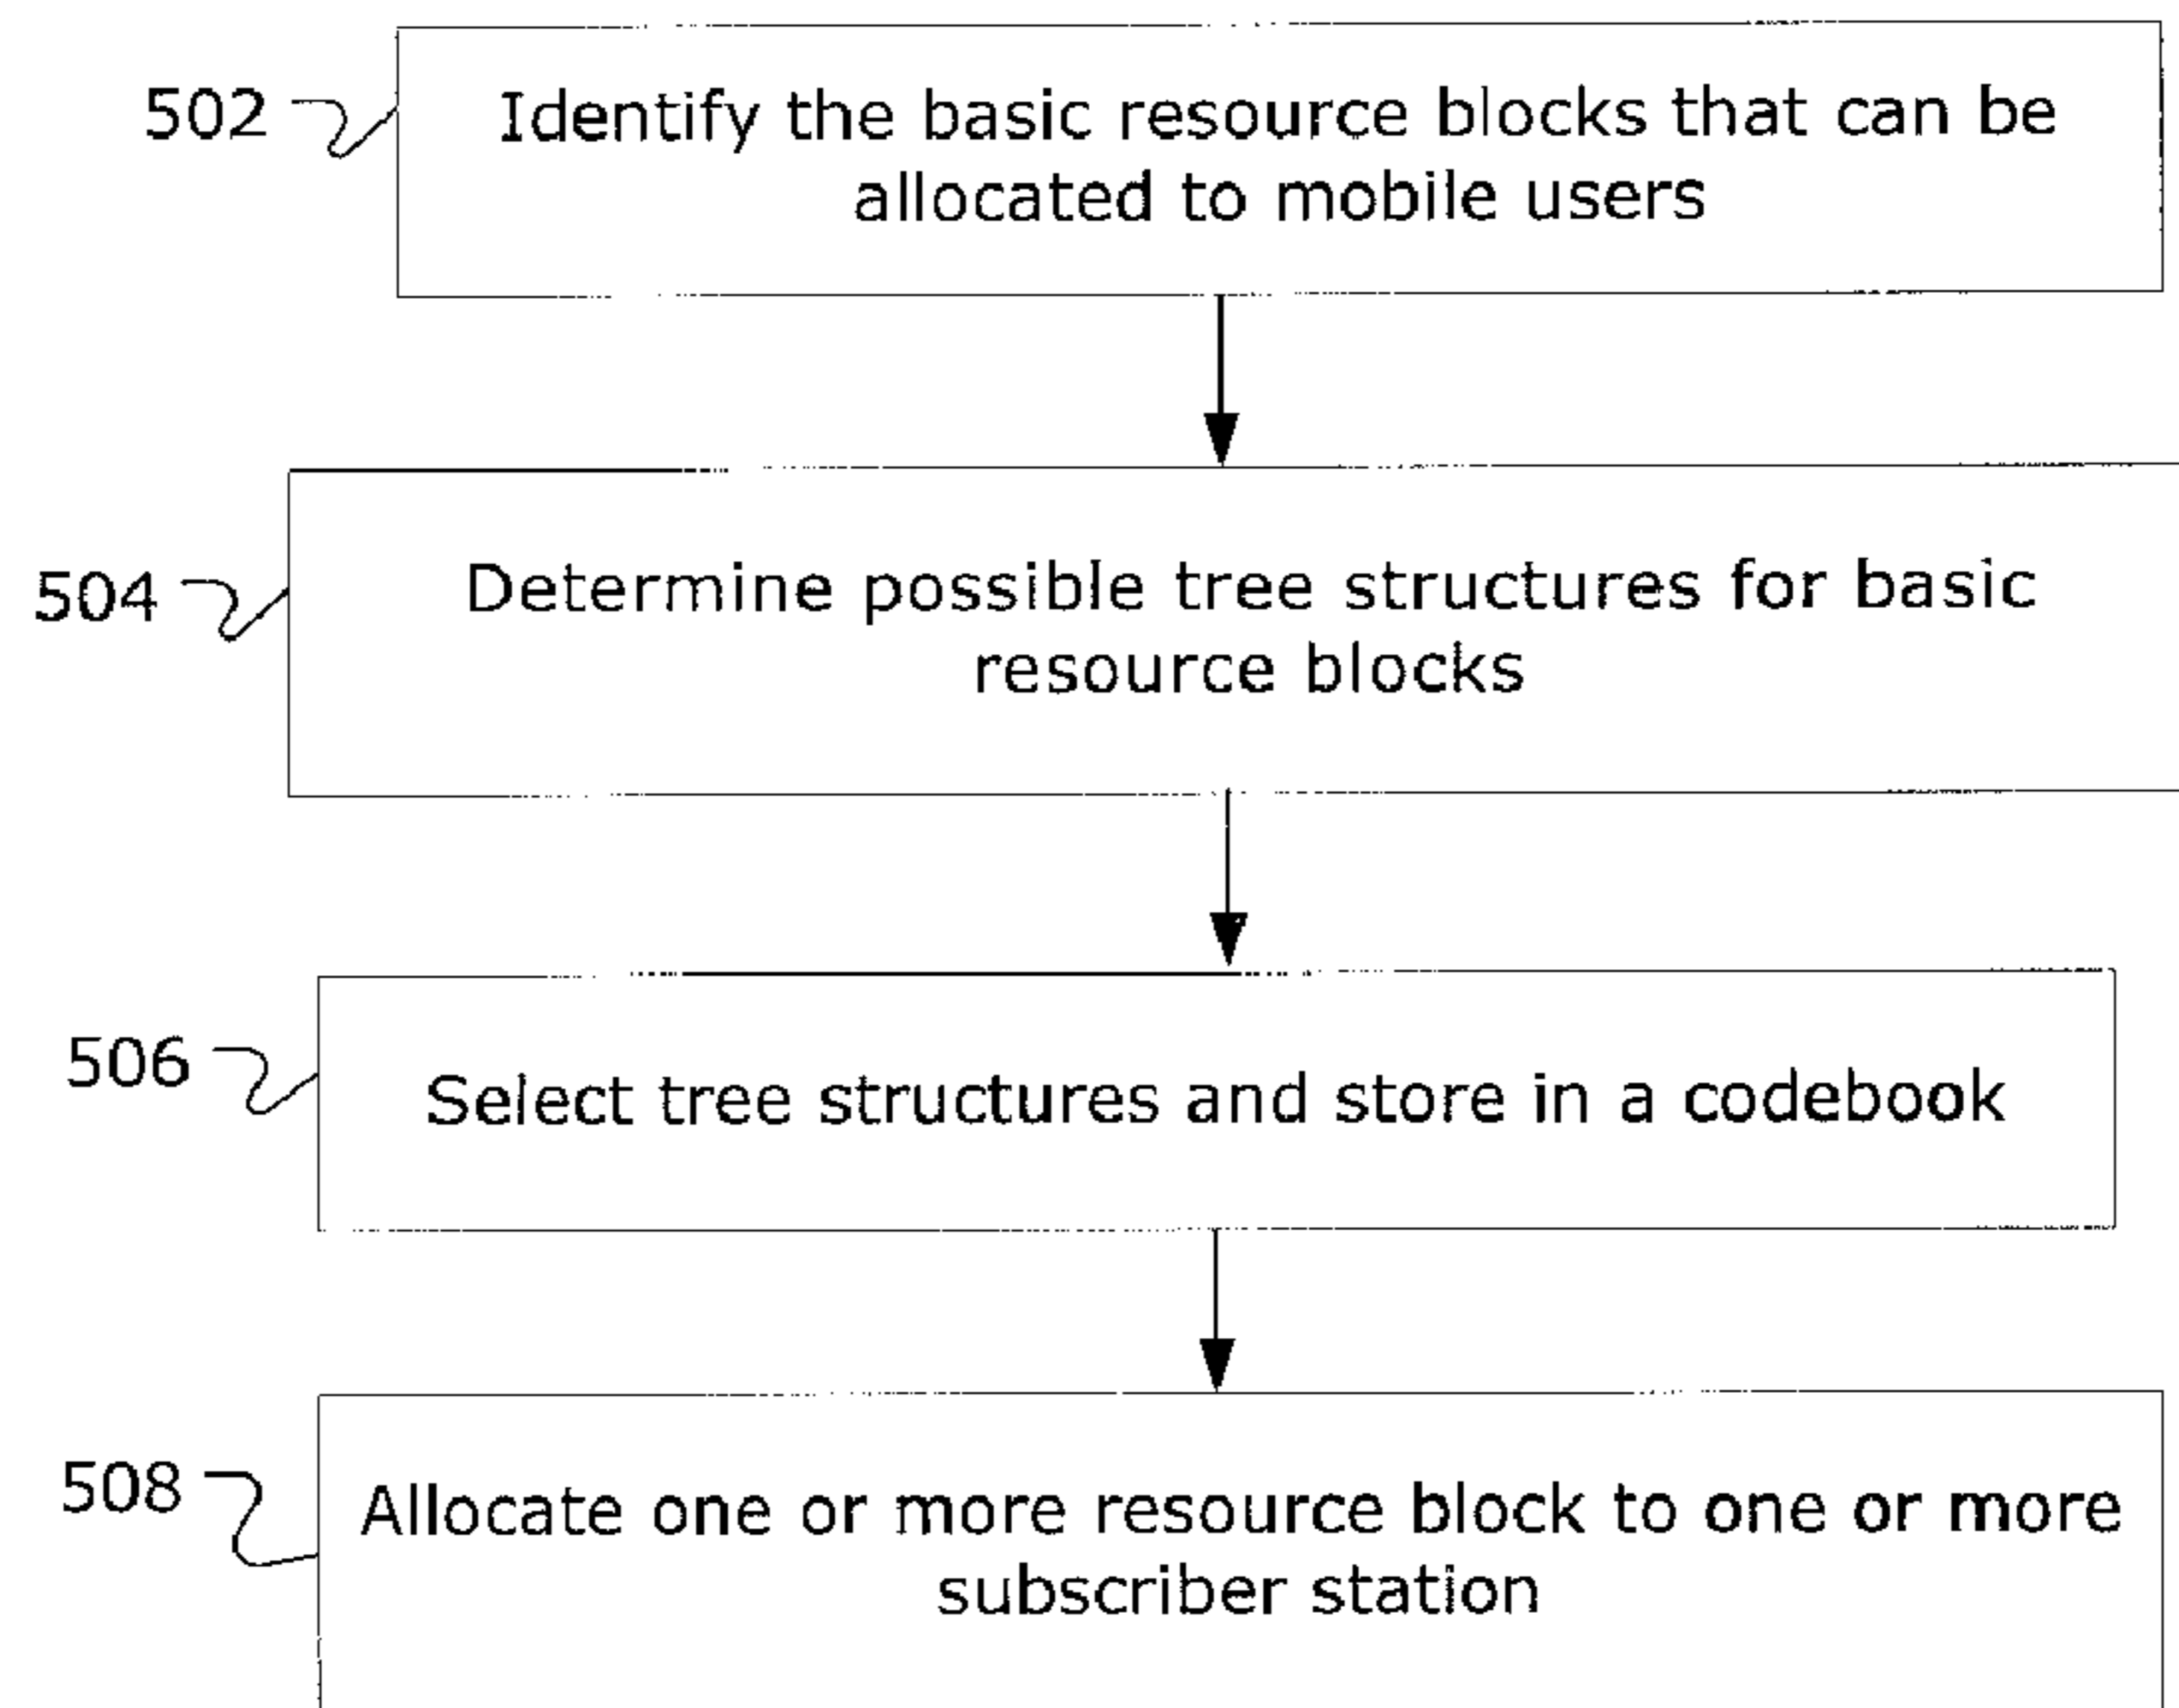 502
Identify the basic resource blocks that can be
allocated to mobile users
504
Determine possible tree structures for basic
resource blocks
506
Select tree structures and store in a codebook
508
Allocate one or more resource block to one or more
subscriber station